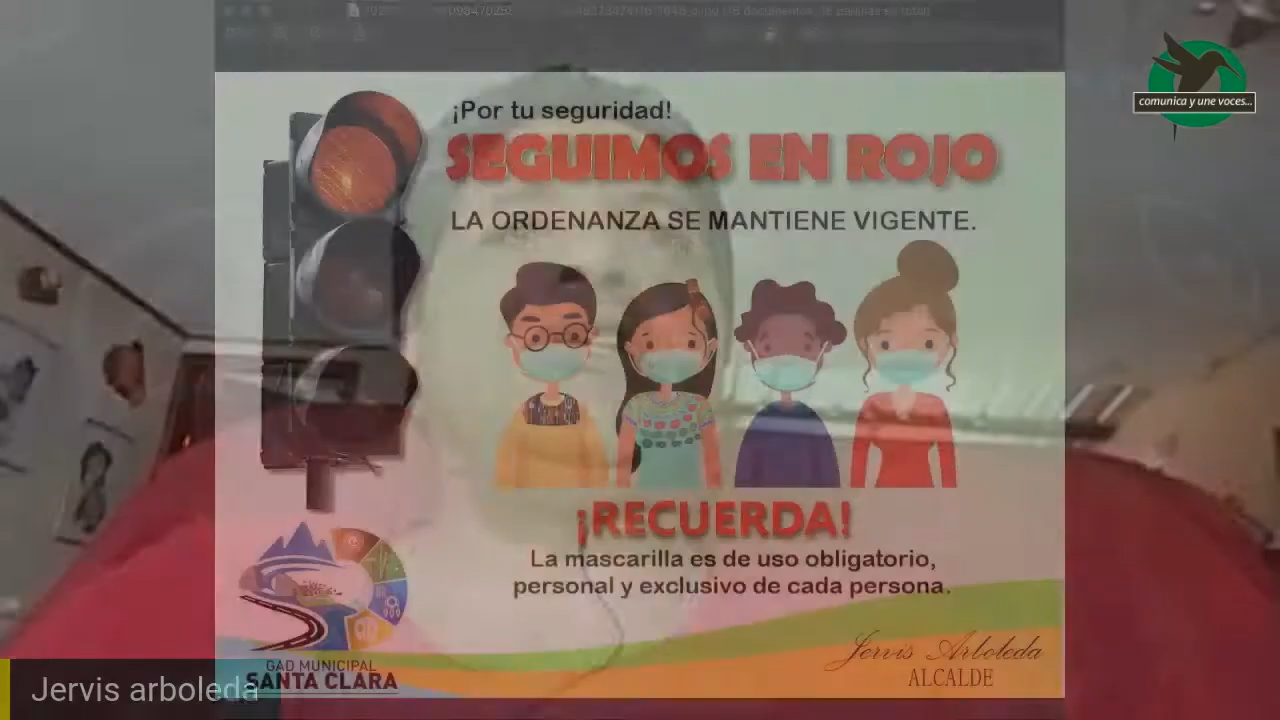 comunica y une voces...
¡Por tu seguridad!
SEGUIMOS EN ROJO
LA ORDENANZA SE MANTIENE VIGENTE.
¡RECUERDA!
La mascarilla es de uso obligatorio,
personal y exclusivo de cada persona.
GAD MUNICIPAL
SANTA CLARA
Jervis Arboleda
ALCALDE
Jervis arboleda